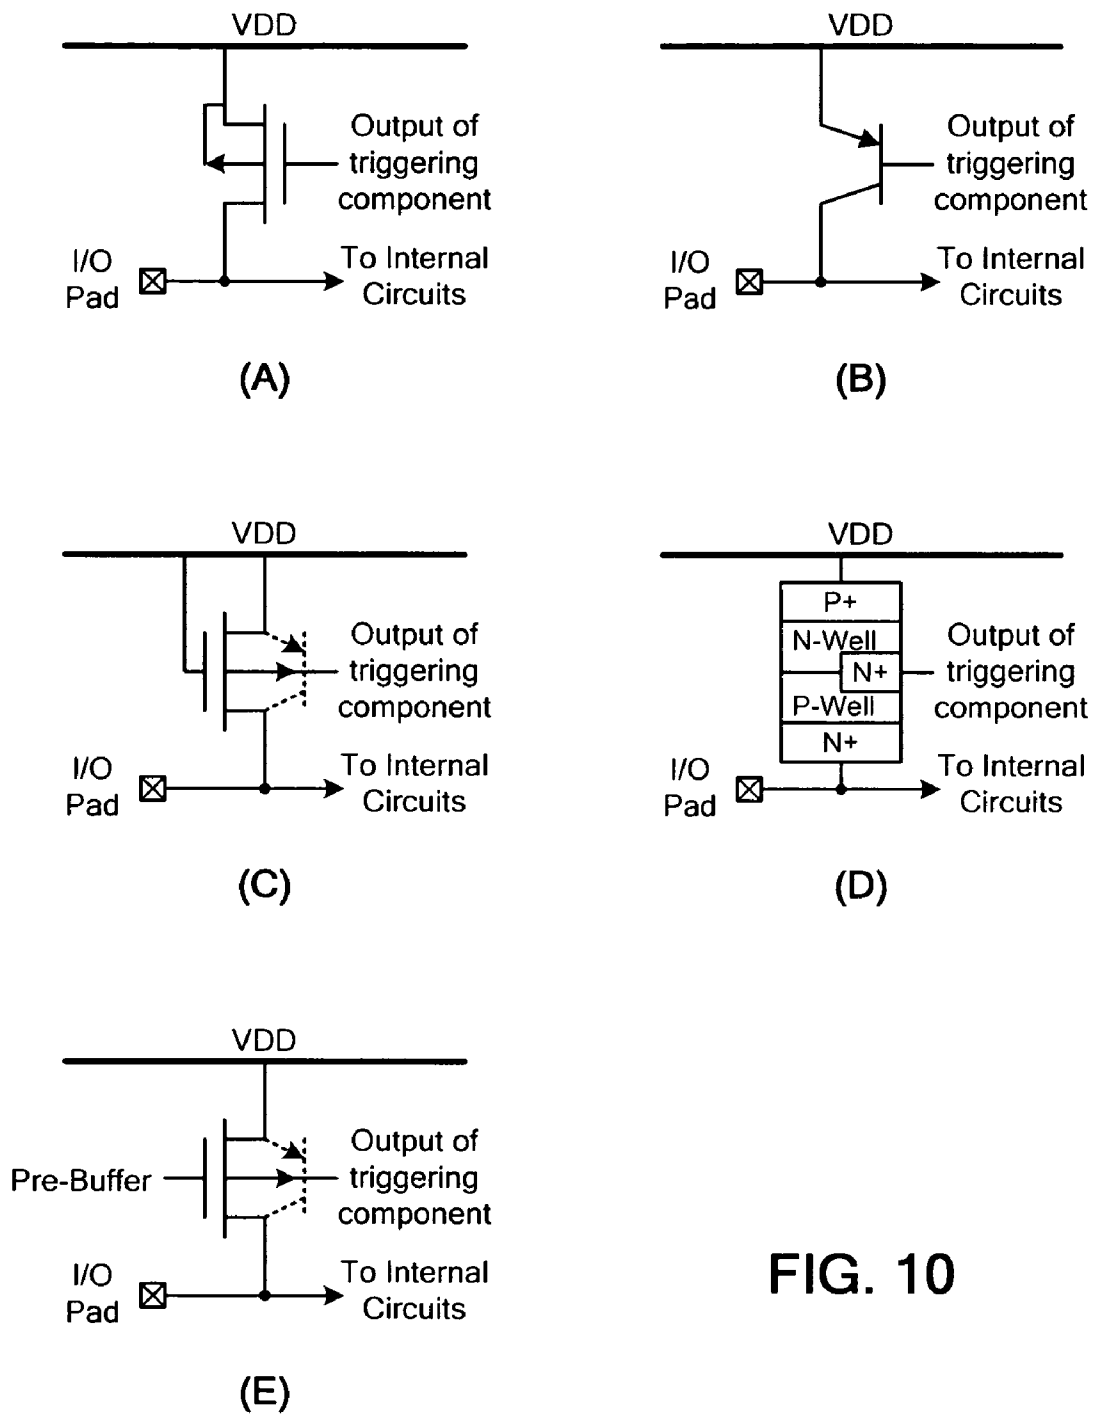 VDD
Output of
triggering
component
I/O
Pad
To Internal
Circuits
(A)
VDD
Output of
triggering
component
I/O
Pad
To Internal
Circuits
(B)
VDD
Output of
triggering
component
I/O
Pad
To Internal
Circuits
(C)
VDD
P+
N-Well
N+
P-Well
N+
Output of
triggering
component
I/O
Pad
To Internal
Circuits
(D)
VDD
Pre-Buffer
Output of
triggering
component
I/O
Pad
To Internal
Circuits
(E)
FIG. 10